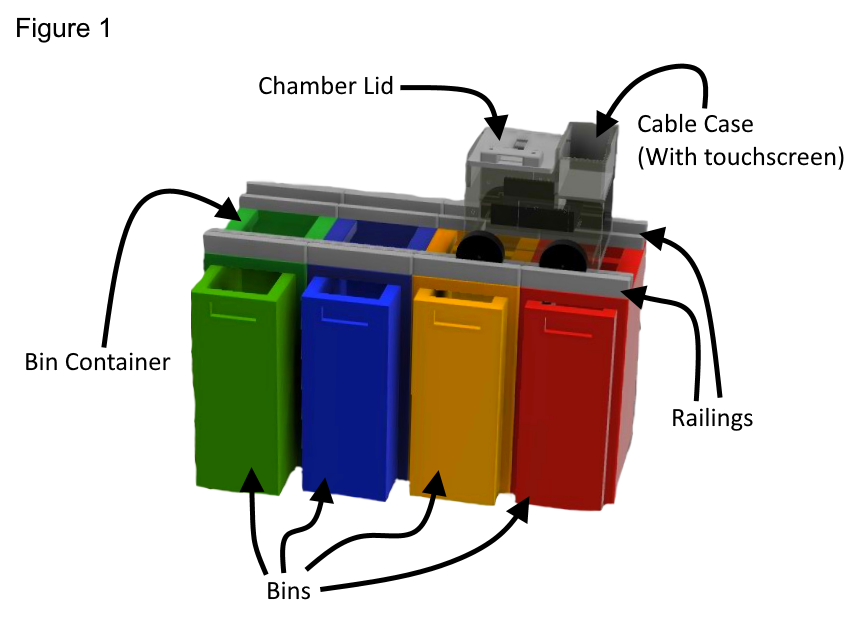 Figure 1
Chamber Lid
Cable Case
(With touchscreen)
Bin Container
Railings
Bins